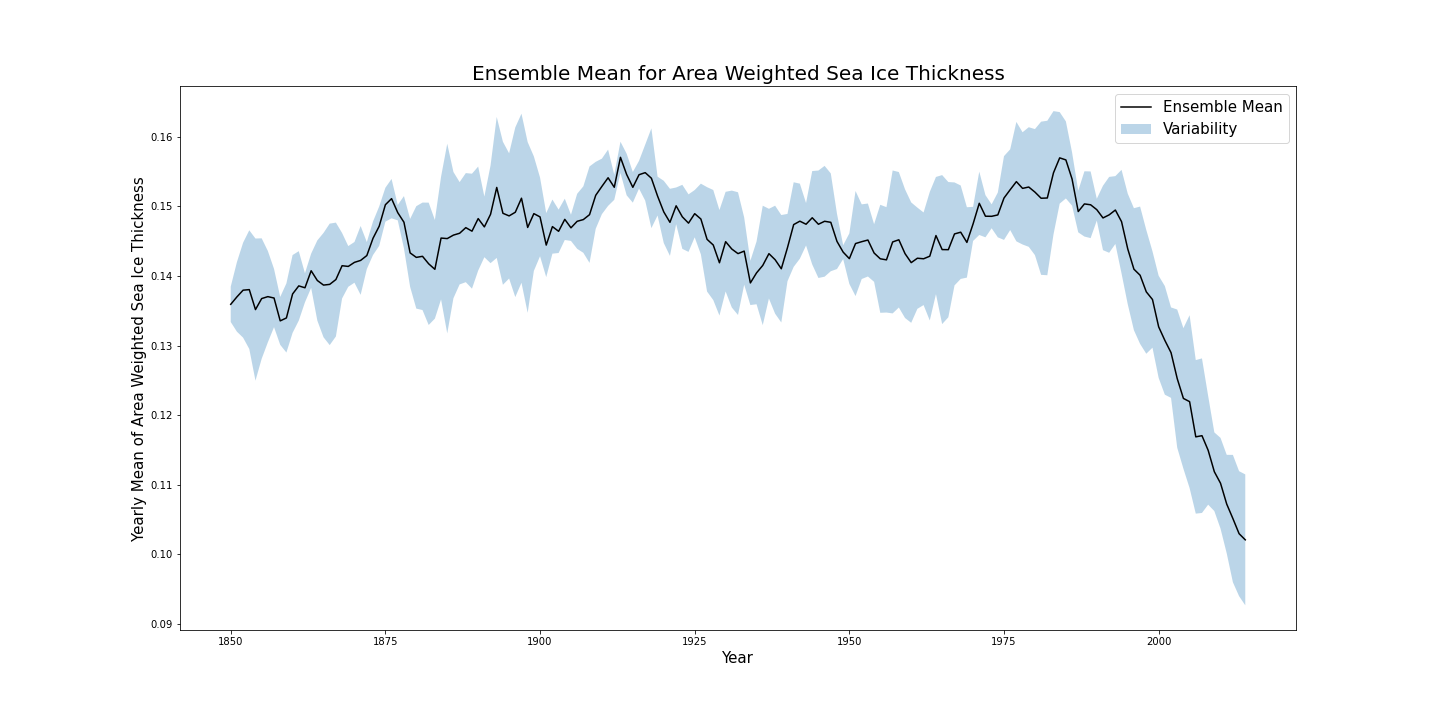 Ensemble Mean for Area Weighted Sea Ice Thickness
Ensemble Mean
Variability
Yearly Mean of Area Weighted Sea Ice Thickness
0.16
0.15
0.14
0.13
0.12
0.11
0.10
0.09
1850 1875 1900 1925 1950 1975 2000
Year